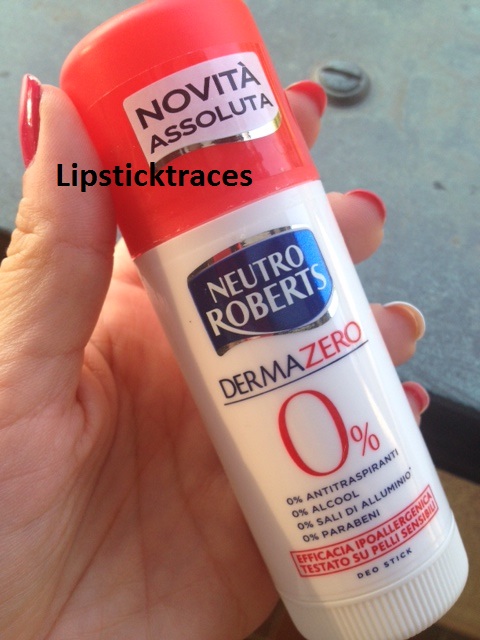 NOVITÀ
ASSOLUTA
Lipsticktraces
NEUTRO
ROBERTS
DERMAZERO
0%
0% ANTITRASPIRANTI
0% ALCOOL
0% SALI DI ALLUMINIO*
0% PARABENI
EFFICACIA IPOALLERGENICA
TESTATO SU PELLI SENSIBILI
DEO STICK